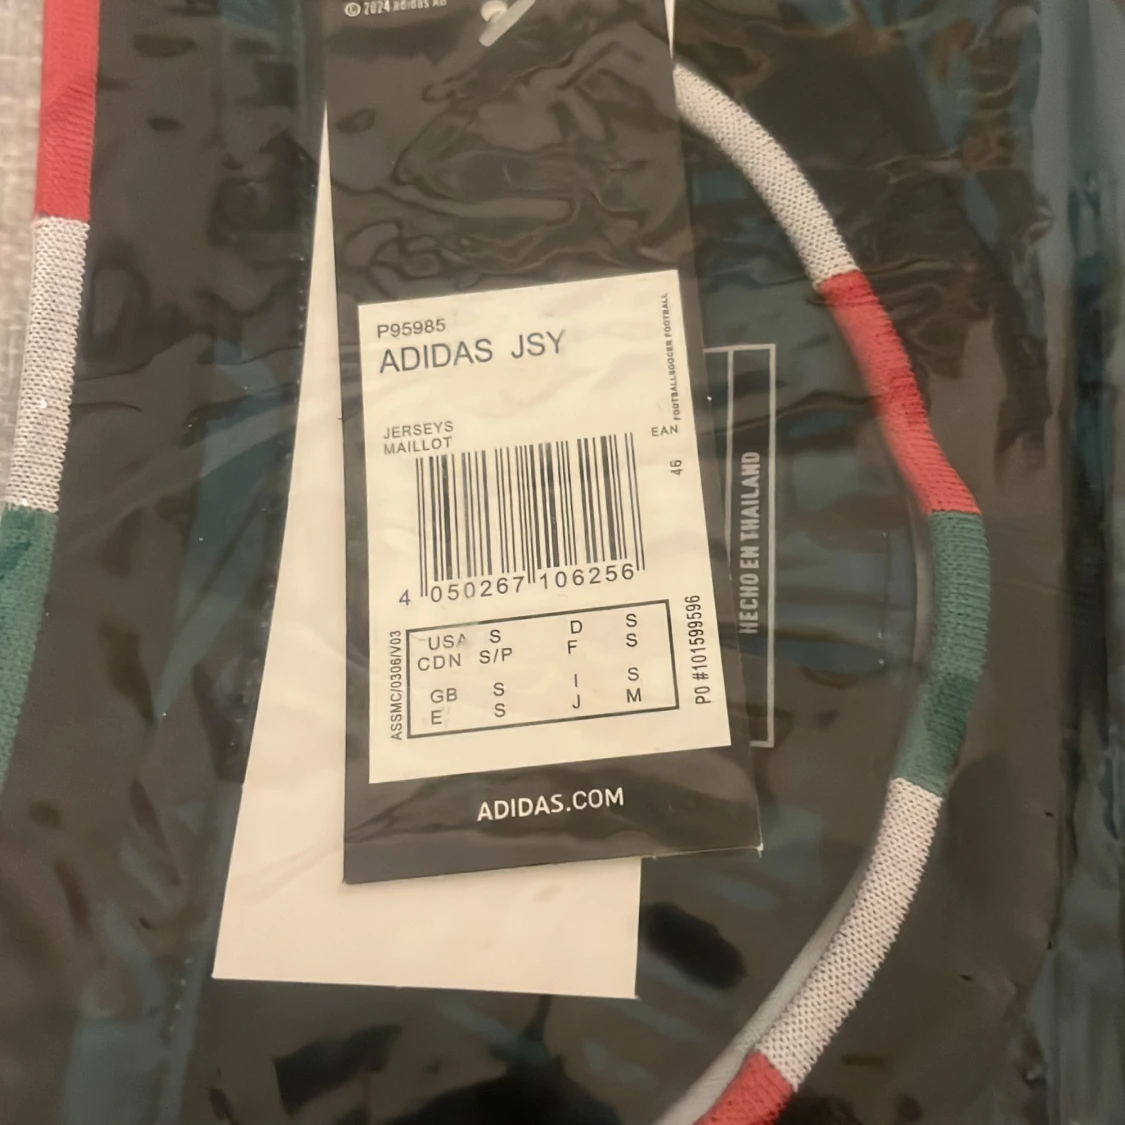 © 2024 adidas AG
P95985
ADIDAS JSY
JERSEYS
MAILLOT
EAN
FOOTBALL/SOCCER FOOTBALL
46
4 050267 106256
USA S D S
CDN S/P F S
GB S I S
E S J M
ASSMC/0306/V03
PO #101599596
ADIDAS.COM
HECHO EN THAILAND